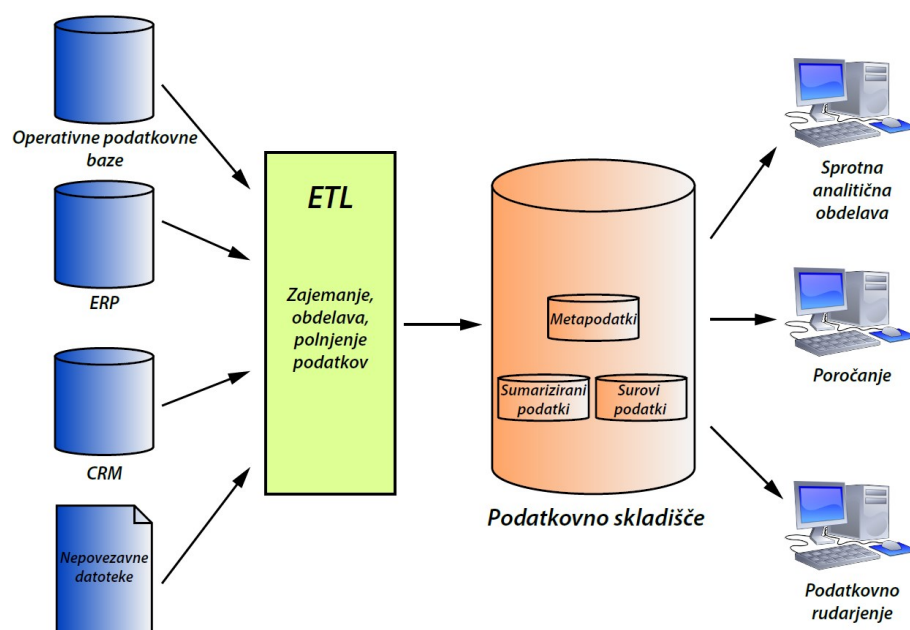 Operativne podatkovne
baze
ERP
CRM
Nepovezavne
datoteke
ETL
Zajemanje,
obdelava,
polnjenje
podatkov
Metapodatki
Sumarizirani
podatki
Surovi
podatki
Podatkovno skladišče
Sprotna
analitična
obdelava
Poročanje
Podatkovno
rudarjenje